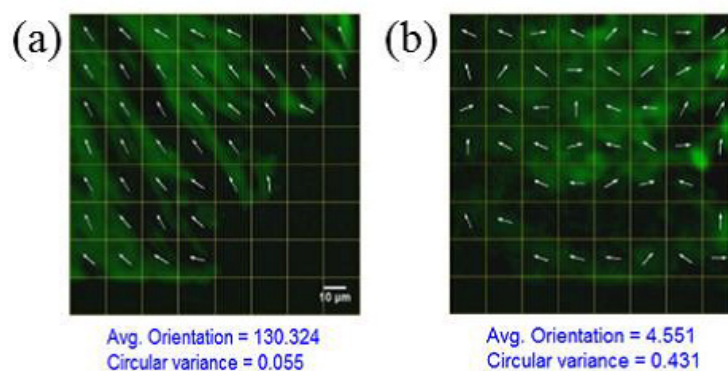 (a)
(b)
10 µm
Avg. Orientation = 130.324
Circular variance = 0.055
Avg. Orientation = 4.551
Circular variance = 0.431